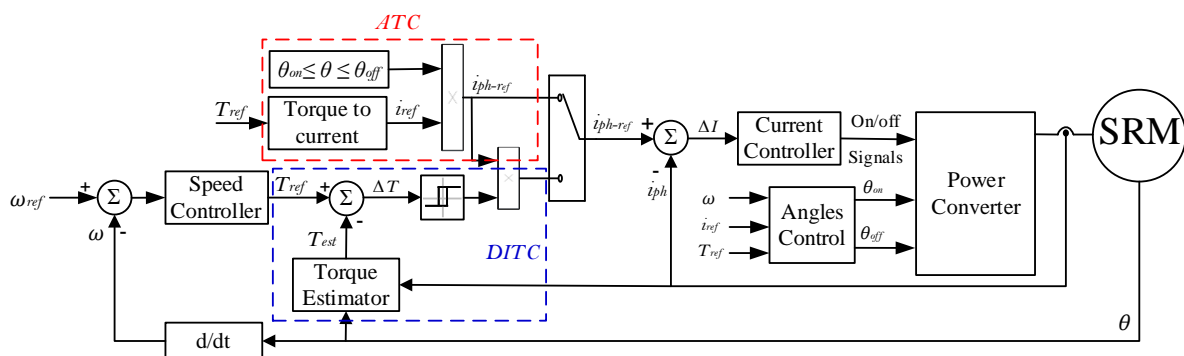 ATC
θon ≤ θ ≤ θoff
×
iph-ref
Tref
Torque to
current
iref
iph-ref
+
Σ
-
iph
ΔI
Current
Controller
On/off
Signals
SRM
×
ωref
+
Σ
-
ω
Speed
Controller
Tref
+
Σ
-
ΔT
Test
DITC
Torque
Estimator
ω
iref
Tref
Angles
Control
θon
θoff
Power
Converter
d/dt
θ